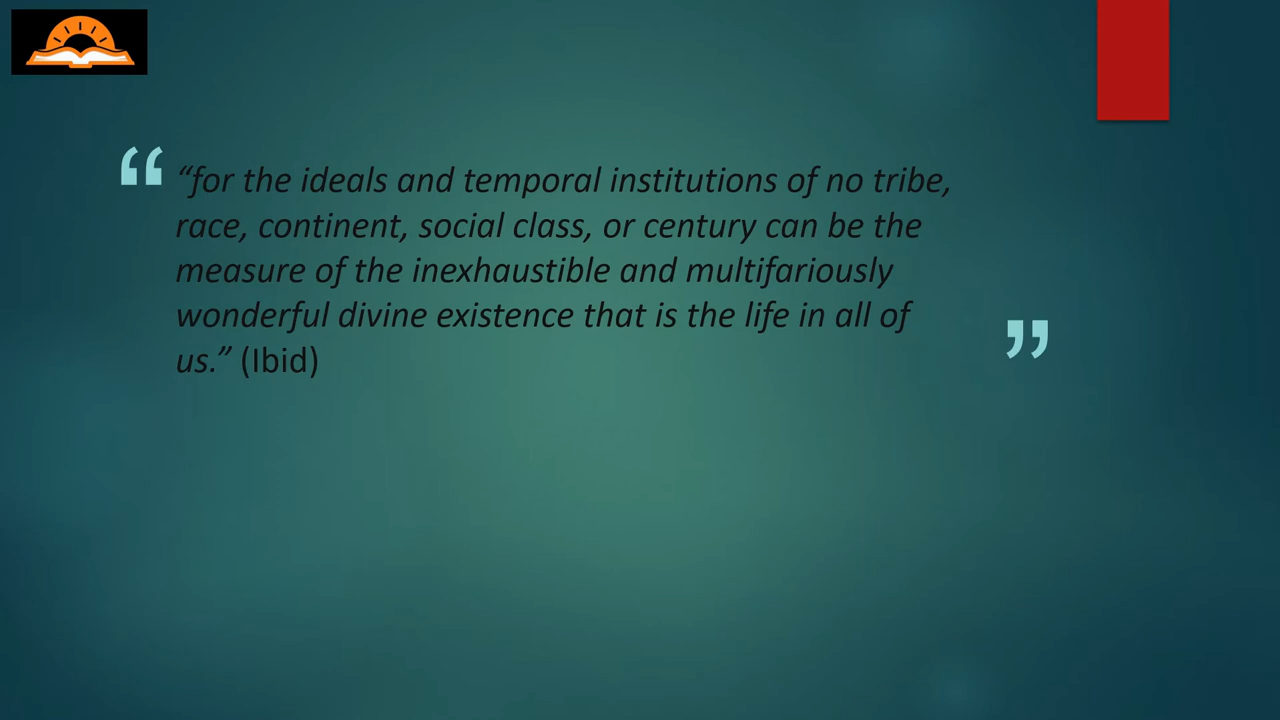 “for the ideals and temporal institutions of no tribe,
race, continent, social class, or century can be the
measure of the inexhaustible and multifariously
wonderful divine existence that is the life in all of
us.” (Ibid)